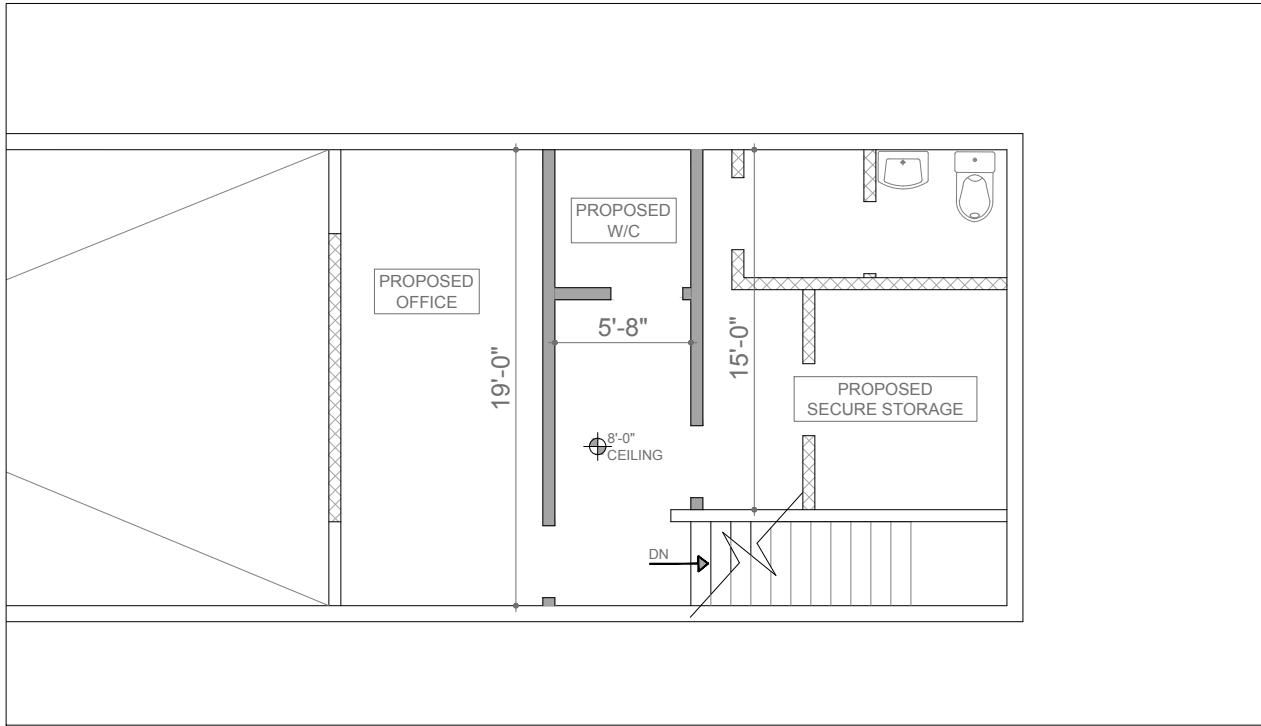 PROPOSED
W/C
PROPOSED
OFFICE
5'-8"
15'-0"
19'-0"
PROPOSED
SECURE STORAGE
8'-0"
CEILING
DN